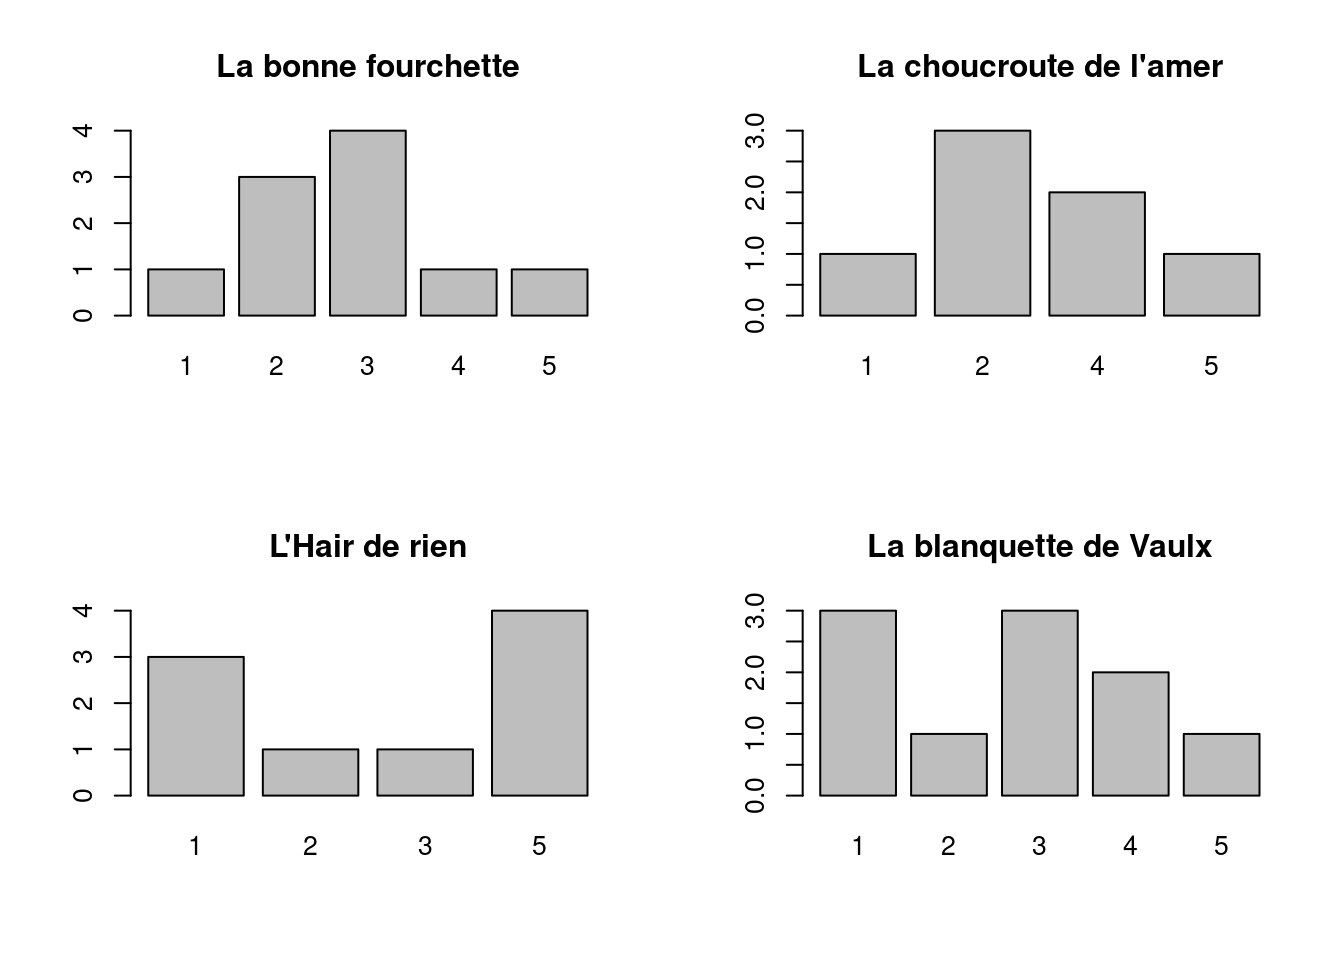 La bonne fourchette
4
3
2
1
0
1 2 3 4 5
La choucroute de l'amer
3.0
2.0
1.0
0.0
1 2 4 5
L'Hair de rien
4
3
2
1
0
1 2 3 5
La blanquette de Vaulx
3.0
2.0
1.0
0.0
1 2 3 4 5